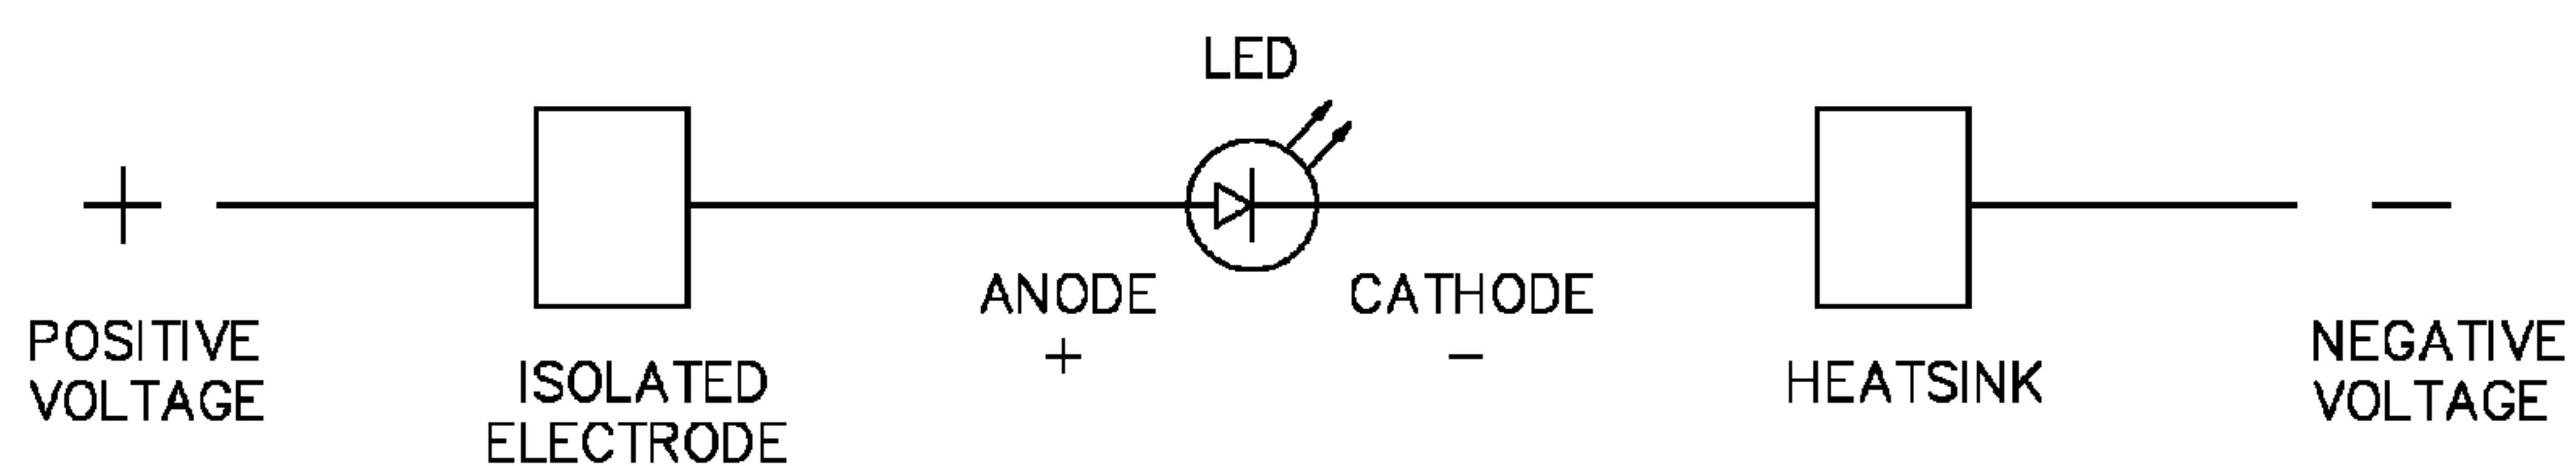 LED
+
−
ANODE
CATHODE
+
−
POSITIVE
VOLTAGE
ISOLATED
ELECTRODE
HEATSINK
NEGATIVE
VOLTAGE